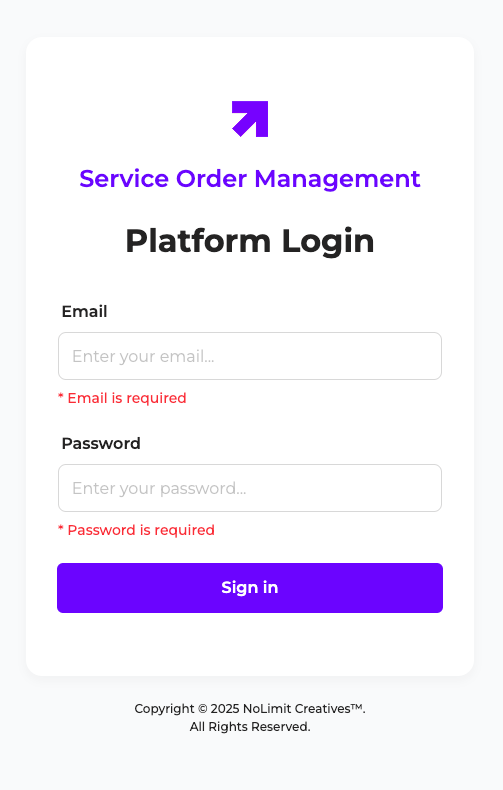 Service Order Management
Platform Login
Email
Enter your email...
* Email is required
Password
Enter your password...
* Password is required
Sign in
Copyright © 2025 NoLimit Creatives™.
All Rights Reserved.